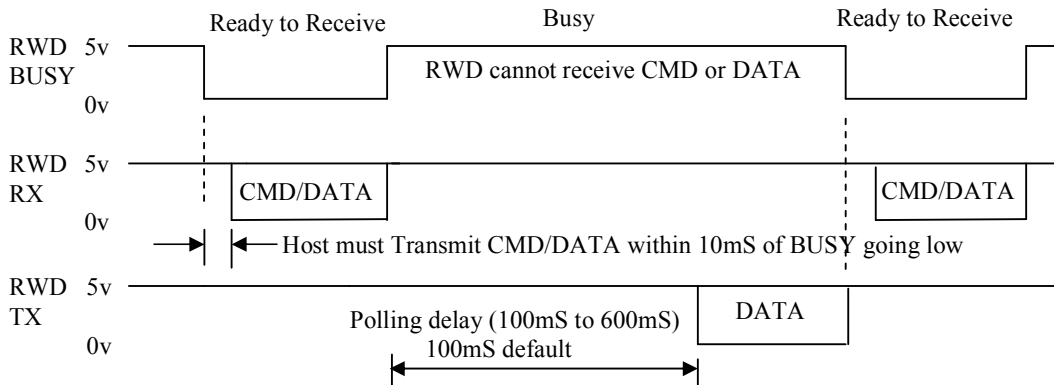 Ready to Receive
Busy
Ready to Receive
RWD 5v
BUSY
0v
RWD cannot receive CMD or DATA
RWD 5v
RX
0v
CMD/DATA
CMD/DATA
Host must Transmit CMD/DATA within 10mS of BUSY going low
RWD 5v
TX
0v
DATA
Polling delay (100mS to 600mS)
100mS default